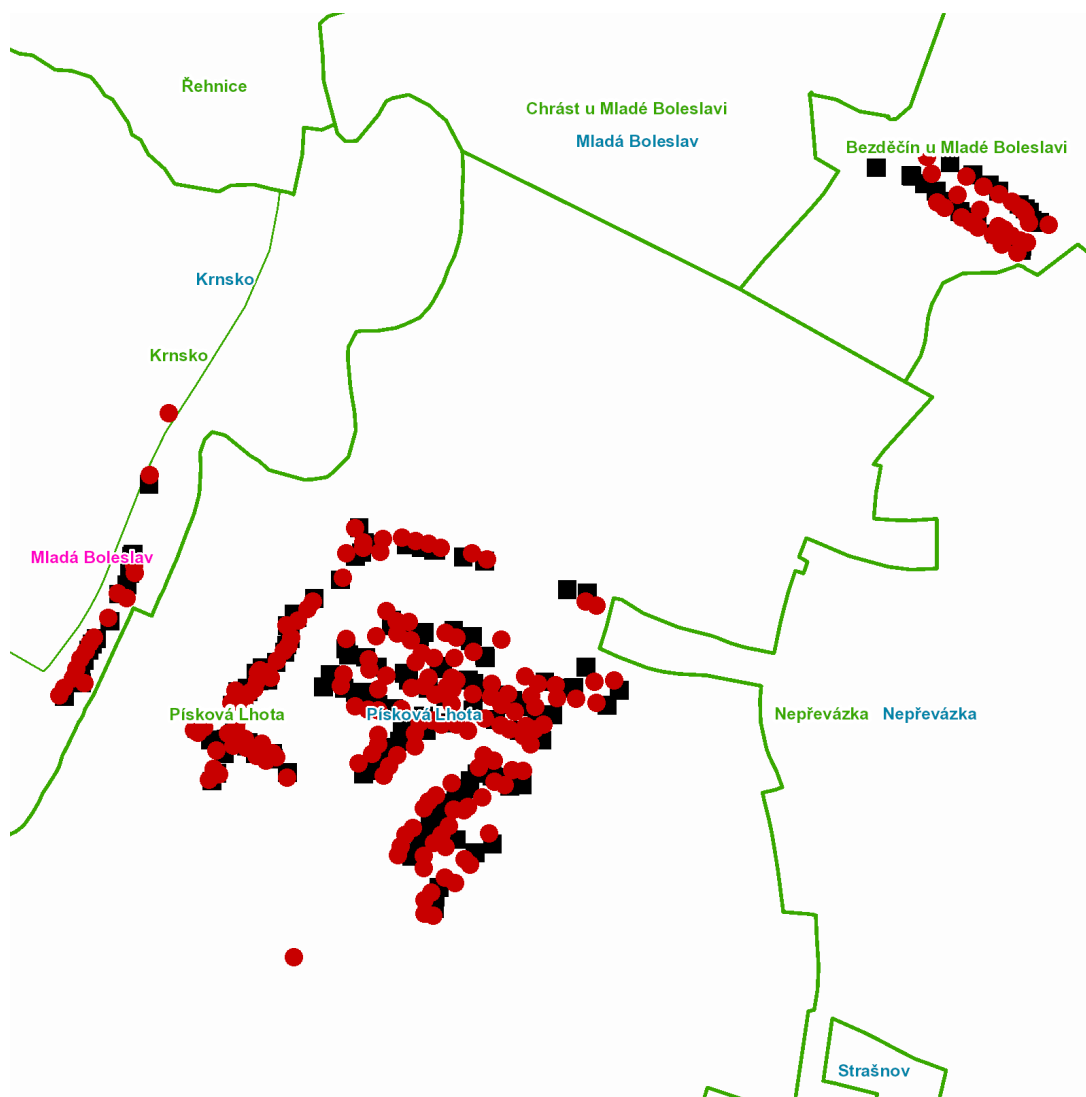 Řehnice
Chrást u Mladé Boleslavi
Mladá Boleslav
Bezděčín u Mladé Boleslavi
Krnsko
Krnsko
Mladá Boleslav
Písková Lhota
Písková Lhota
Nepřevázka
Nepřevázka
Strašnov